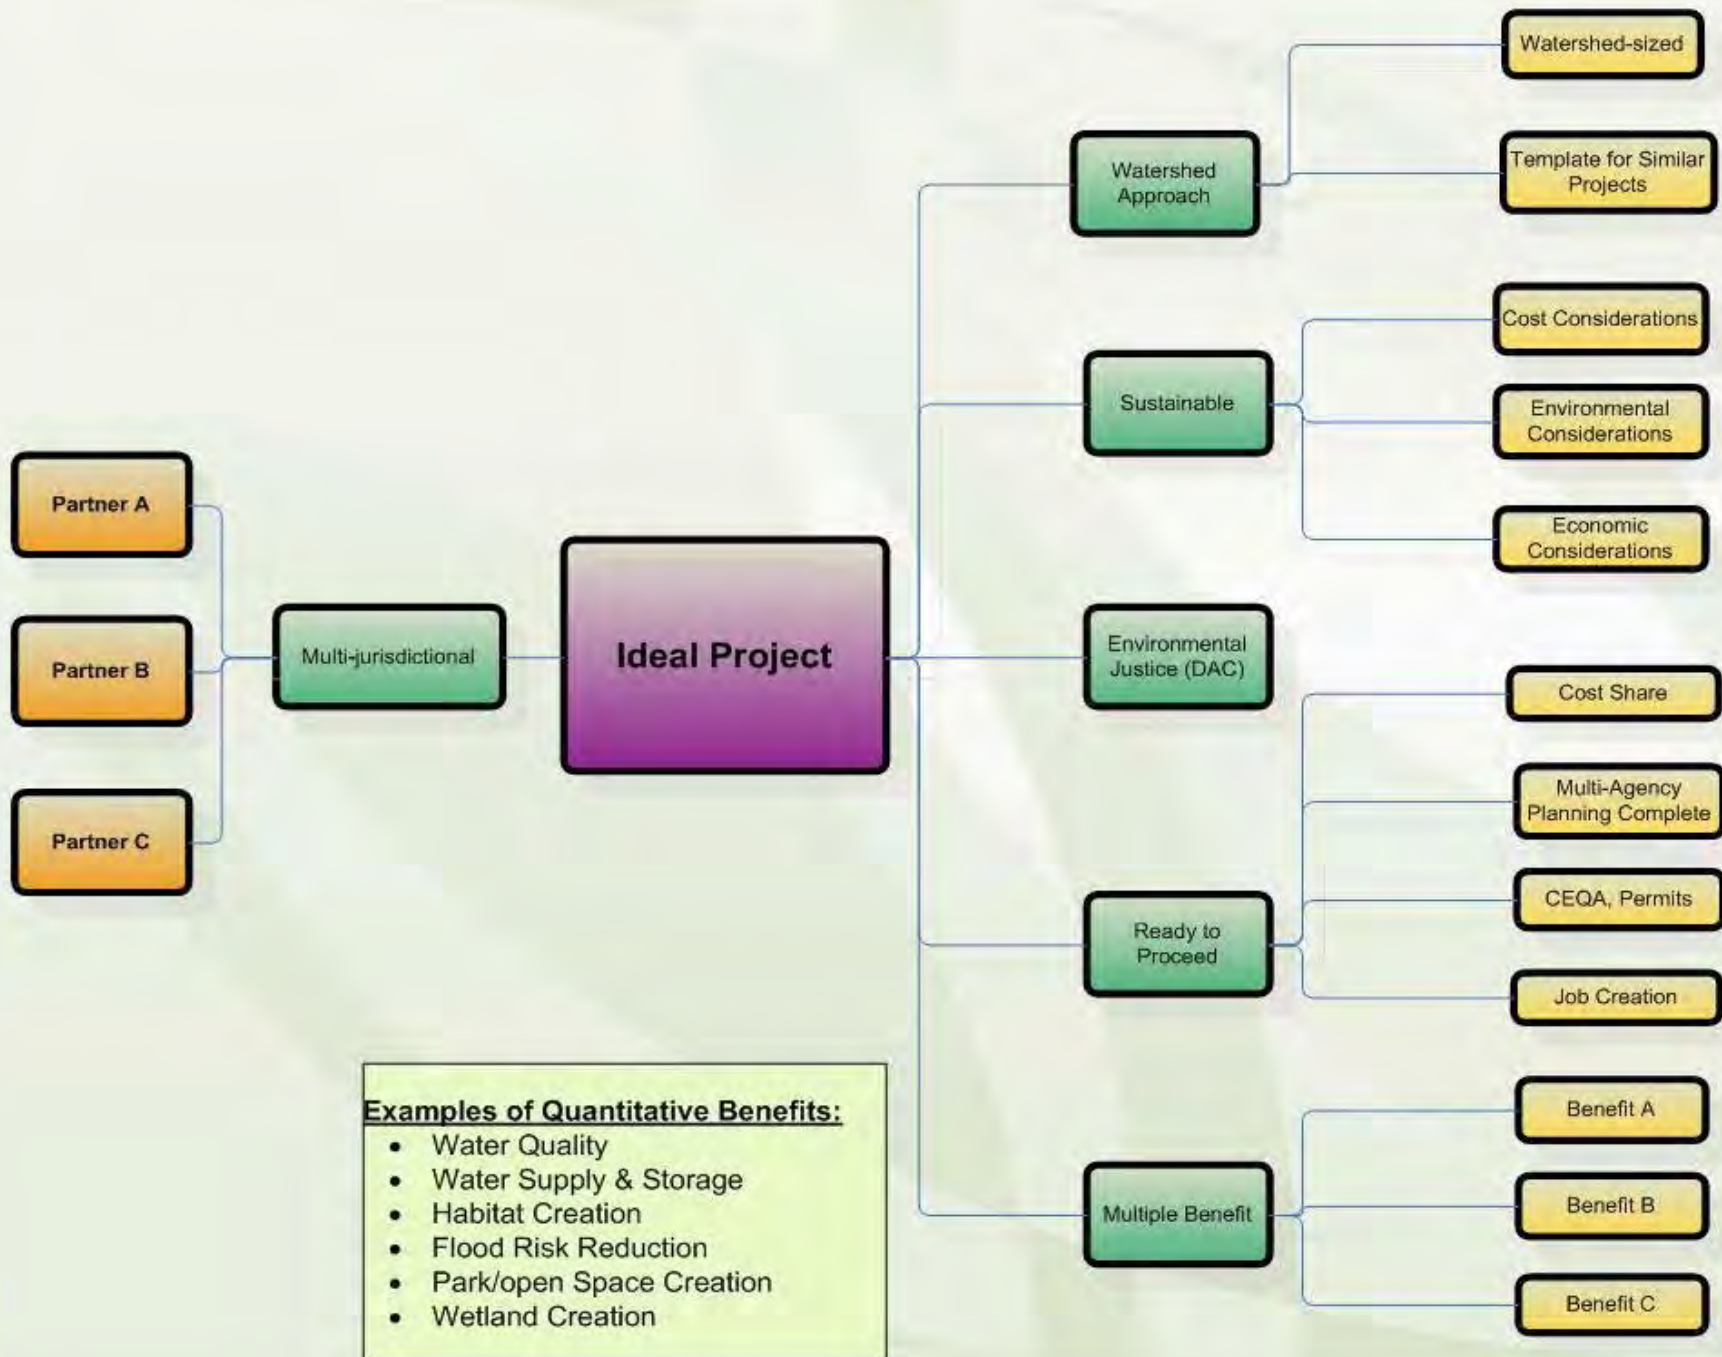 Watershed-sized
Template for Similar
Projects
Watershed
Approach
Cost Considerations
Sustainable
Environmental
Considerations
Economic
Considerations
Partner A
Partner B
Partner C
Multi-jurisdictional
Ideal Project
Environmental
Justice (DAC)
Cost Share
Multi-Agency
Planning Complete
CEQA, Permits
Ready to
Proceed
Job Creation
Benefit A
Multiple Benefit
Benefit B
Benefit C
Examples of Quantitative Benefits:
• Water Quality
• Water Supply & Storage
• Habitat Creation
• Flood Risk Reduction
• Park/open Space Creation
• Wetland Creation